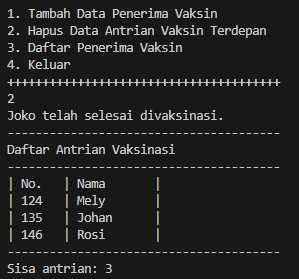 1. Tambah Data Penerima Vaksin
2. Hapus Data Antrian Vaksin Terdepan
3. Daftar Penerima Vaksin
4. Keluar
+++++++++++++++++++++++++++++++++++++++
2
Joko telah selesai divaksinasi.
---------------------------------------
Daftar Antrian Vaksinasi
---------------------------------------
| No.   | Nama       |
| 124   | Mely       |
| 135   | Johan      |
| 146   | Rosi       |
---------------------------------------
Sisa antrian: 3